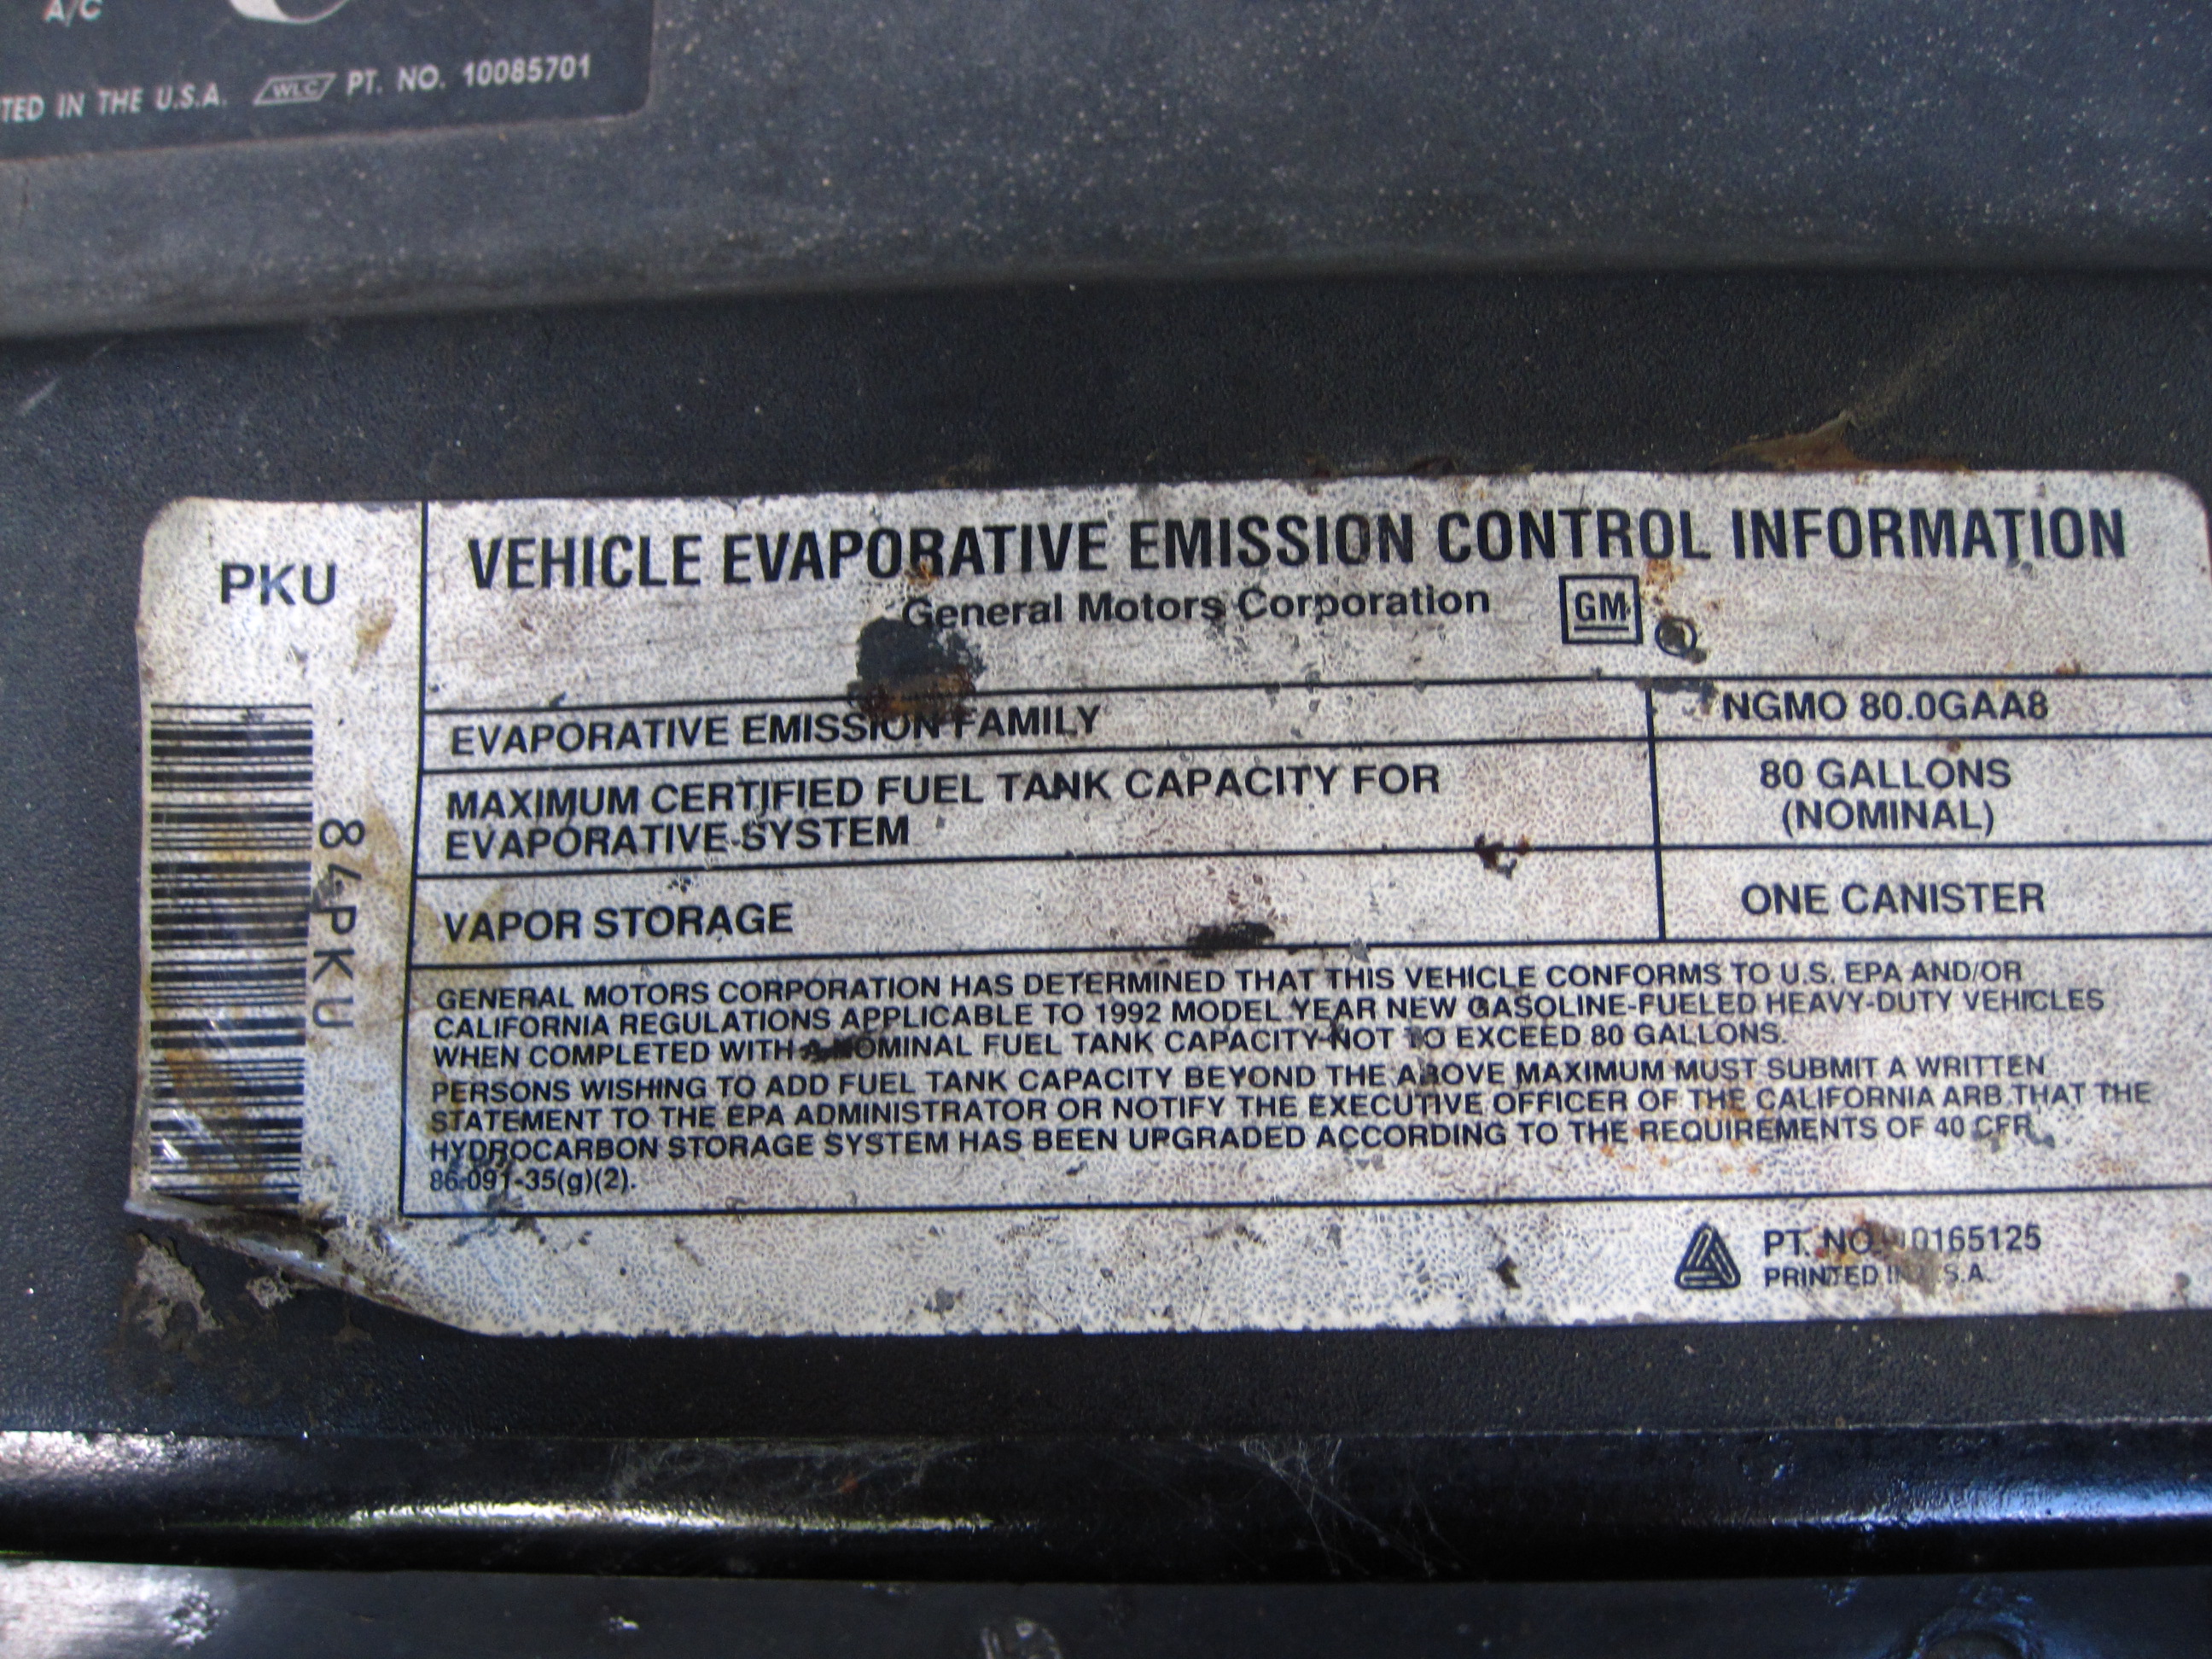 A/C
TED IN THE U.S.A. WLC PT. NO. 10085701
PKU
84PKU
VEHICLE EVAPORATIVE EMISSION CONTROL INFORMATION
General Motors Corporation GM
EVAPORATIVE EMISSION FAMILY NGMO 80.0GAA8
MAXIMUM CERTIFIED FUEL TANK CAPACITY FOR
EVAPORATIVE SYSTEM
80 GALLONS
(NOMINAL)
VAPOR STORAGE ONE CANISTER
GENERAL MOTORS CORPORATION HAS DETERMINED THAT THIS VEHICLE CONFORMS TO U.S. EPA AND/OR
CALIFORNIA REGULATIONS APPLICABLE TO 1992 MODEL YEAR NEW GASOLINE-FUELED HEAVY-DUTY VEHICLES
WHEN COMPLETED WITH A NOMINAL FUEL TANK CAPACITY NOT TO EXCEED 80 GALLONS.
PERSONS WISHING TO ADD FUEL TANK CAPACITY BEYOND THE ABOVE MAXIMUM MUST SUBMIT A WRITTEN
STATEMENT TO THE EPA ADMINISTRATOR OR NOTIFY THE EXECUTIVE OFFICER OF THE CALIFORNIA ARB THAT THE
HYDROCARBON STORAGE SYSTEM HAS BEEN UPGRADED ACCORDING TO THE REQUIREMENTS OF 40 CFR
86.091-35(g)(2).
PT. NO. 10165125
PRINTED IN U.S.A.